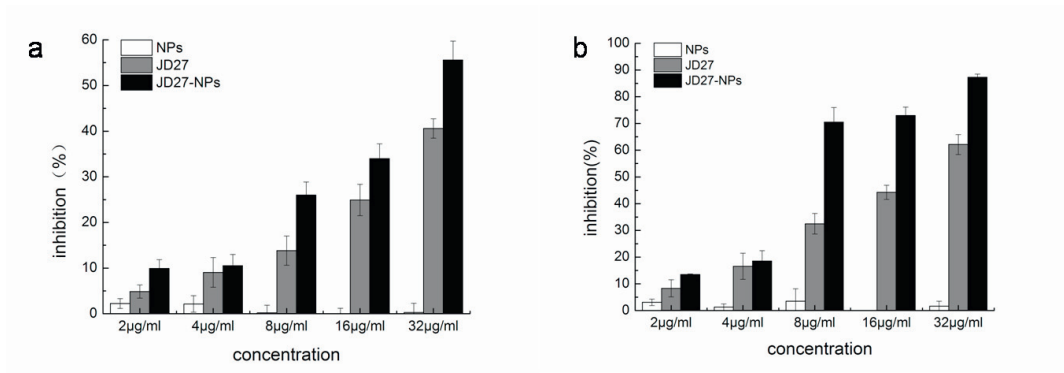 a
NPs
JD27
JD27-NPs
60
50
40
30
20
10
0
inhibition (%)
2μg/ml 4μg/ml 8μg/ml 16μg/ml 32μg/ml
concentration
b
NPs
JD27
JD27-NPs
100
90
80
70
60
50
40
30
20
10
0
inhibition(%)
2μg/ml 4μg/ml 8μg/ml 16μg/ml 32μg/ml
concentration